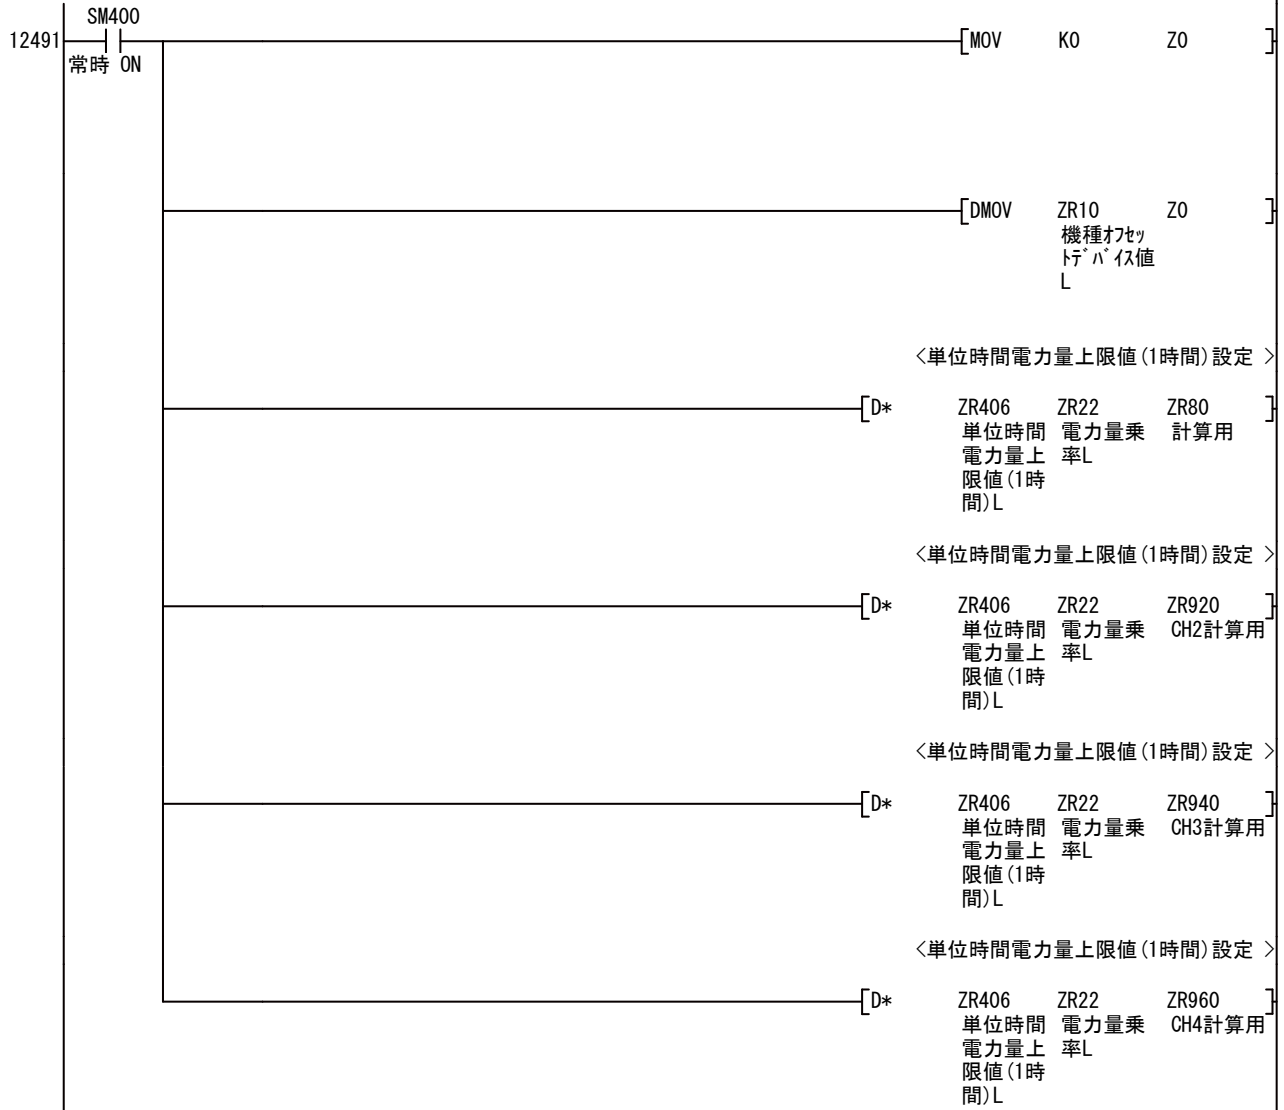 SM400
12491
常時 ON
MOV K0 Z0
DMOV ZR10 Z0
機種ｵﾌｾｯ
ﾄﾃﾞﾊﾞｲｽ値
L
<単位時間電力量上限値(1時間)設定 >
D* ZR406 ZR22 ZR80
単位時間 電力量乗 計算用
電力量上 率L
限値(1時
間)L
<単位時間電力量上限値(1時間)設定 >
D* ZR406 ZR22 ZR920
単位時間 電力量乗 CH2計算用
電力量上 率L
限値(1時
間)L
<単位時間電力量上限値(1時間)設定 >
D* ZR406 ZR22 ZR940
単位時間 電力量乗 CH3計算用
電力量上 率L
限値(1時
間)L
<単位時間電力量上限値(1時間)設定 >
D* ZR406 ZR22 ZR960
単位時間 電力量乗 CH4計算用
電力量上 率L
限値(1時
間)L